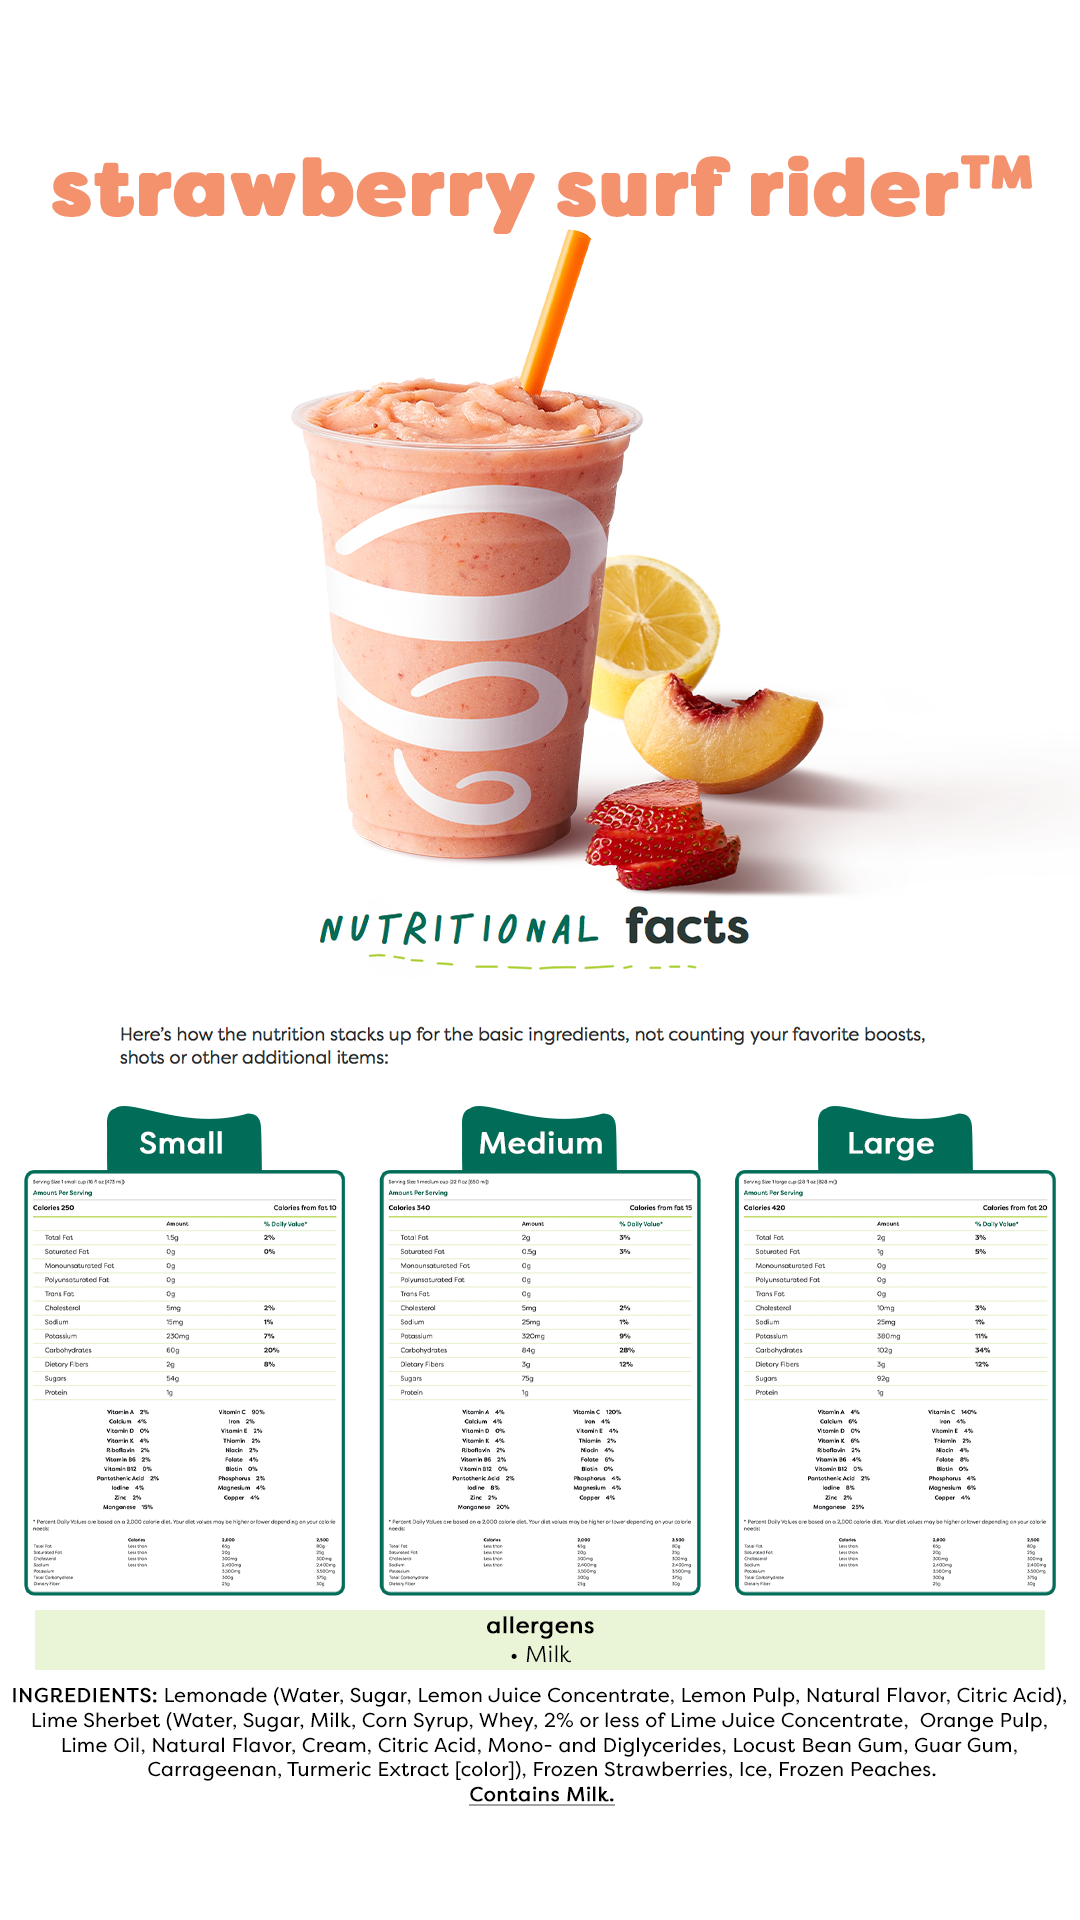 strawberry surf rider™
NUTRITIONAL facts
Here's how the nutrition stacks up for the basic ingredients, not counting your favorite boosts,
shots or other additional items:
Small
Serving Size 1 small cup (16 fl oz [473 ml])
Amount Per Serving
Calories 250 Calories from fat 10
Amount % Daily Value*
Total Fat 1.5g 2%
Saturated Fat 0g 0%
Monounsaturated Fat 0g
Polyunsaturated Fat 0g
Trans Fat 0g
Cholesterol 5mg 2%
Sodium 15mg 1%
Potassium 230mg 7%
Carbohydrates 60g 20%
Dietary Fibers 2g 8%
Sugars 54g
Protein 1g
Vitamin A 2% Vitamin C 90%
Calcium 4% Iron 2%
Vitamin D 0% Vitamin E 2%
Vitamin K 4% Thiamin 2%
Riboflavin 2% Niacin 2%
Vitamin B6 2% Folate 4%
Vitamin B12 0% Biotin 0%
Pantothenic Acid 2% Phosphorus 2%
Iodine 4% Magnesium 4%
Zinc 2% Copper 4%
Manganese 15%
* Percent Daily Values are based on a 2,000 calorie diet. Your diet values may be higher or lower depending on your calorie
needs:
Calories 2,000 2,500
Total Fat Less than 65g 80g
Saturated Fat Less than 20g 25g
Cholesterol Less than 300mg 300mg
Sodium Less than 2,400mg 2,400mg
Potassium 3,500mg 3,500mg
Total Carbohydrate 300g 375g
Dietary Fiber 25g 30g
Medium
Serving Size 1 medium cup (22 fl oz [650 ml])
Amount Per Serving
Calories 340 Calories from fat 15
Amount % Daily Value*
Total Fat 2g 3%
Saturated Fat 0.5g 3%
Monounsaturated Fat 0g
Polyunsaturated Fat 0g
Trans Fat 0g
Cholesterol 5mg 2%
Sodium 25mg 1%
Potassium 320mg 9%
Carbohydrates 84g 28%
Dietary Fibers 3g 12%
Sugars 75g
Protein 1g
Vitamin A 4% Vitamin C 120%
Calcium 4% Iron 4%
Vitamin D 0% Vitamin E 4%
Vitamin K 4% Thiamin 2%
Riboflavin 2% Niacin 4%
Vitamin B6 2% Folate 6%
Vitamin B12 0% Biotin 0%
Pantothenic Acid 2% Phosphorus 4%
Iodine 8% Magnesium 4%
Zinc 2% Copper 4%
Manganese 20%
* Percent Daily Values are based on a 2,000 calorie diet. Your diet values may be higher or lower depending on your calorie
needs:
Calories 2,000 2,500
Total Fat Less than 65g 80g
Saturated Fat Less than 20g 25g
Cholesterol Less than 300mg 300mg
Sodium Less than 2,400mg 2,400mg
Potassium 3,500mg 3,500mg
Total Carbohydrate 300g 375g
Dietary Fiber 25g 30g
Large
Serving Size 1 large cup (28 fl oz [828 ml])
Amount Per Serving
Calories 420 Calories from fat 20
Amount % Daily Value*
Total Fat 2g 3%
Saturated Fat 1g 5%
Monounsaturated Fat 0g
Polyunsaturated Fat 0g
Trans Fat 0g
Cholesterol 10mg 3%
Sodium 25mg 1%
Potassium 380mg 11%
Carbohydrates 102g 34%
Dietary Fibers 3g 12%
Sugars 92g
Protein 1g
Vitamin A 4% Vitamin C 140%
Calcium 6% Iron 4%
Vitamin D 0% Vitamin E 4%
Vitamin K 6% Thiamin 2%
Riboflavin 2% Niacin 4%
Vitamin B6 4% Folate 8%
Vitamin B12 0% Biotin 0%
Pantothenic Acid 2% Phosphorus 4%
Iodine 8% Magnesium 6%
Zinc 2% Copper 4%
Manganese 25%
* Percent Daily Values are based on a 2,000 calorie diet. Your diet values may be higher or lower depending on your calorie
needs:
Calories 2,000 2,500
Total Fat Less than 65g 80g
Saturated Fat Less than 20g 25g
Cholesterol Less than 300mg 300mg
Sodium Less than 2,400mg 2,400mg
Potassium 3,500mg 3,500mg
Total Carbohydrate 300g 375g
Dietary Fiber 25g 30g
allergens
• Milk
INGREDIENTS: Lemonade (Water, Sugar, Lemon Juice Concentrate, Lemon Pulp, Natural Flavor, Citric Acid),
Lime Sherbet (Water, Sugar, Milk, Corn Syrup, Whey, 2% or less of Lime Juice Concentrate, Orange Pulp,
Lime Oil, Natural Flavor, Cream, Citric Acid, Mono- and Diglycerides, Locust Bean Gum, Guar Gum,
Carrageenan, Turmeric Extract [color]), Frozen Strawberries, Ice, Frozen Peaches.
Contains Milk.